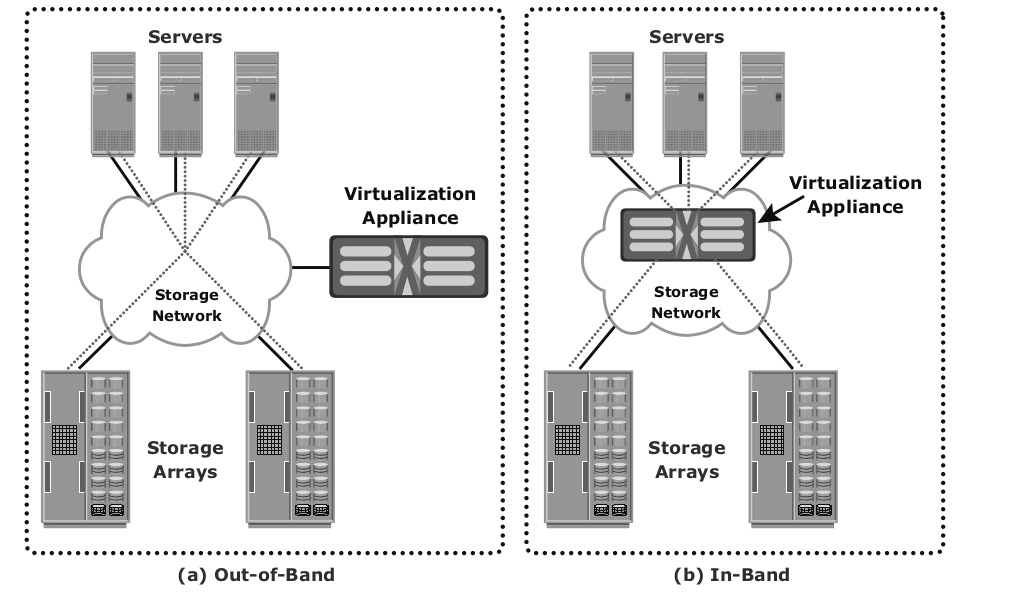 Servers
Virtualization
Appliance
Storage
Network
Storage
Arrays
(a) Out-of-Band
Servers
Virtualization
Appliance
Storage
Network
Storage
Arrays
(b) In-Band